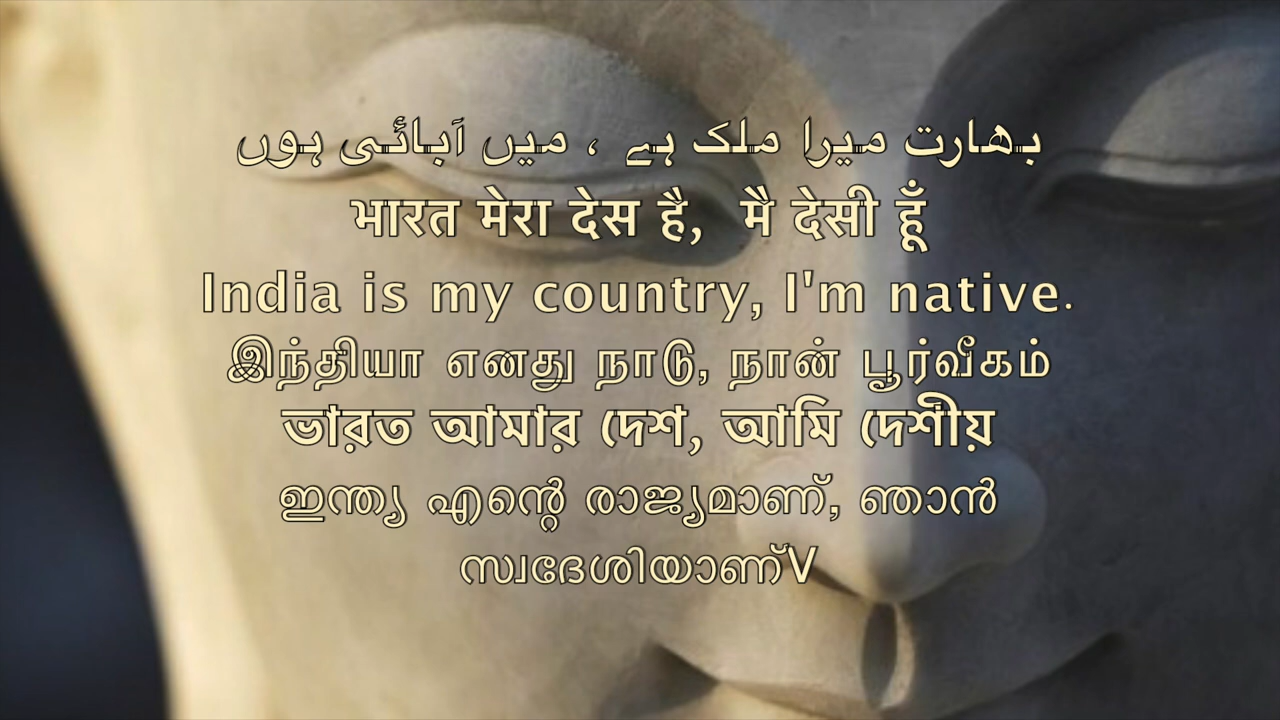 بھارت میرا ملک ہے ، میں آبائی ہوں
भारत मेरा देस है, मै देसी हूँ
India is my country, I'm native.
இந்தியா எனது நாடு, நான் பூர்வீகம்
ভারত আমার দেশ, আমি দেশীয়
ഇന്ത്യ എന്റെ രാജ്യമാണ്, ഞാൻ
സ്വദേശിയാണ്V